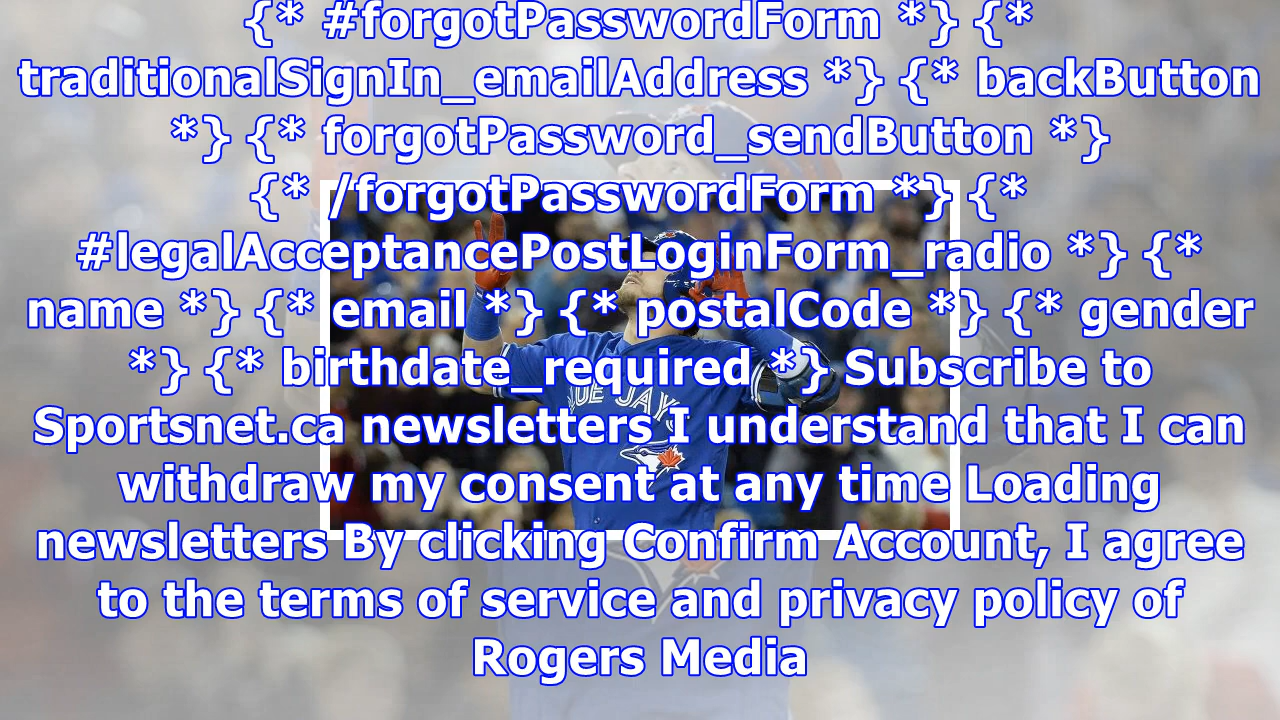 {* #forgotPasswordForm *} {*
traditionalSignIn_emailAddress *} {* backButton
*} {* forgotPassword_sendButton *}
{* /forgotPasswordForm *} {*
#legalAcceptancePostLoginForm_radio *} {*
name *} {* email *} {* postalCode *} {* gender
*} {* birthdate_required *} Subscribe to
Sportsnet.ca newsletters I understand that I can
withdraw my consent at any time Loading
newsletters By clicking Confirm Account, I agree
to the terms of service and privacy policy of
Rogers Media
BLUE JAYS